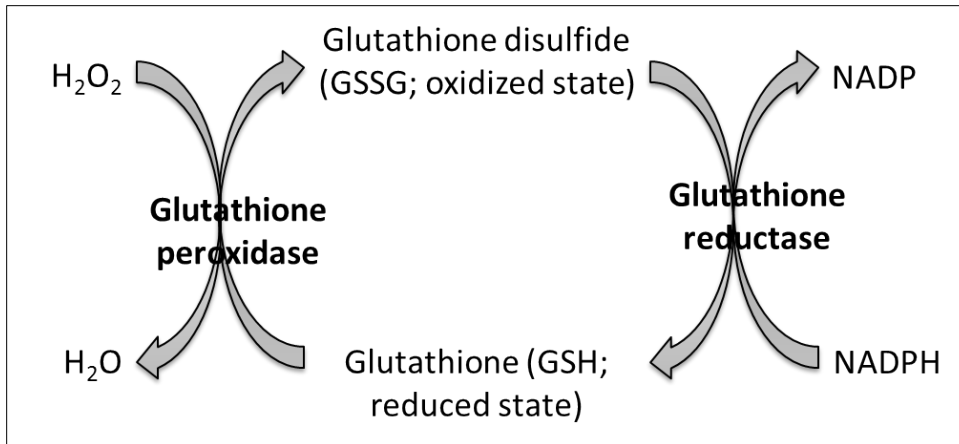 H₂O₂
Glutathione disulfide
(GSSG; oxidized state)
NADP
Glutathione
peroxidase
Glutathione
reductase
H₂O
Glutathione (GSH;
reduced state)
NADPH